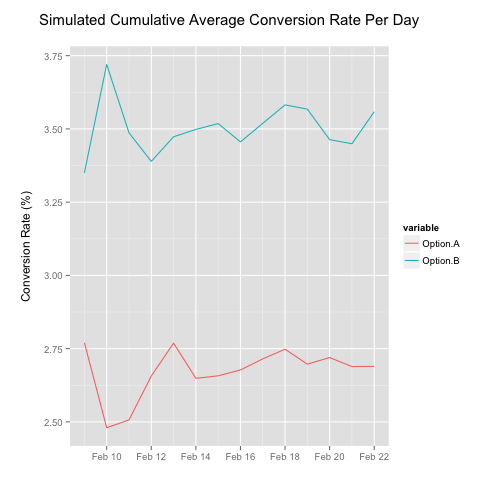 Simulated Cumulative Average Conversion Rate Per Day
Conversion Rate (%)
3.75
3.50
3.25
3.00
2.75
2.50
Feb 10 Feb 12 Feb 14 Feb 16 Feb 18 Feb 20 Feb 22
variable
Option.A
Option.B